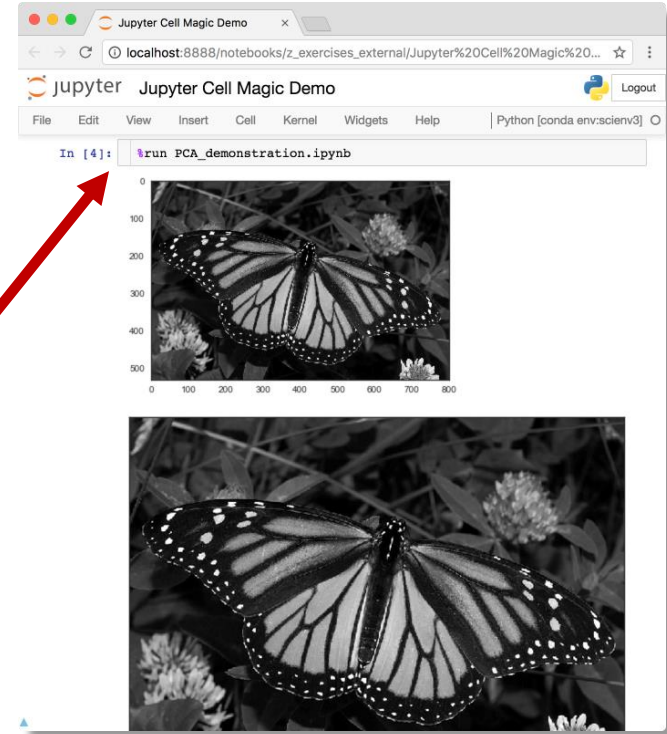 Jupyter Cell Magic Demo
localhost:8888/notebooks/z_exercises_external/Jupyter%20Cell%20Magic%20...
jupyter Jupyter Cell Magic Demo Logout
File Edit View Insert Cell Kernel Widgets Help Python [conda env:scienv3]
In [4]: %run PCA_demonstration.ipynb
0
100
200
300
400
500
0 100 200 300 400 500 600 700 800